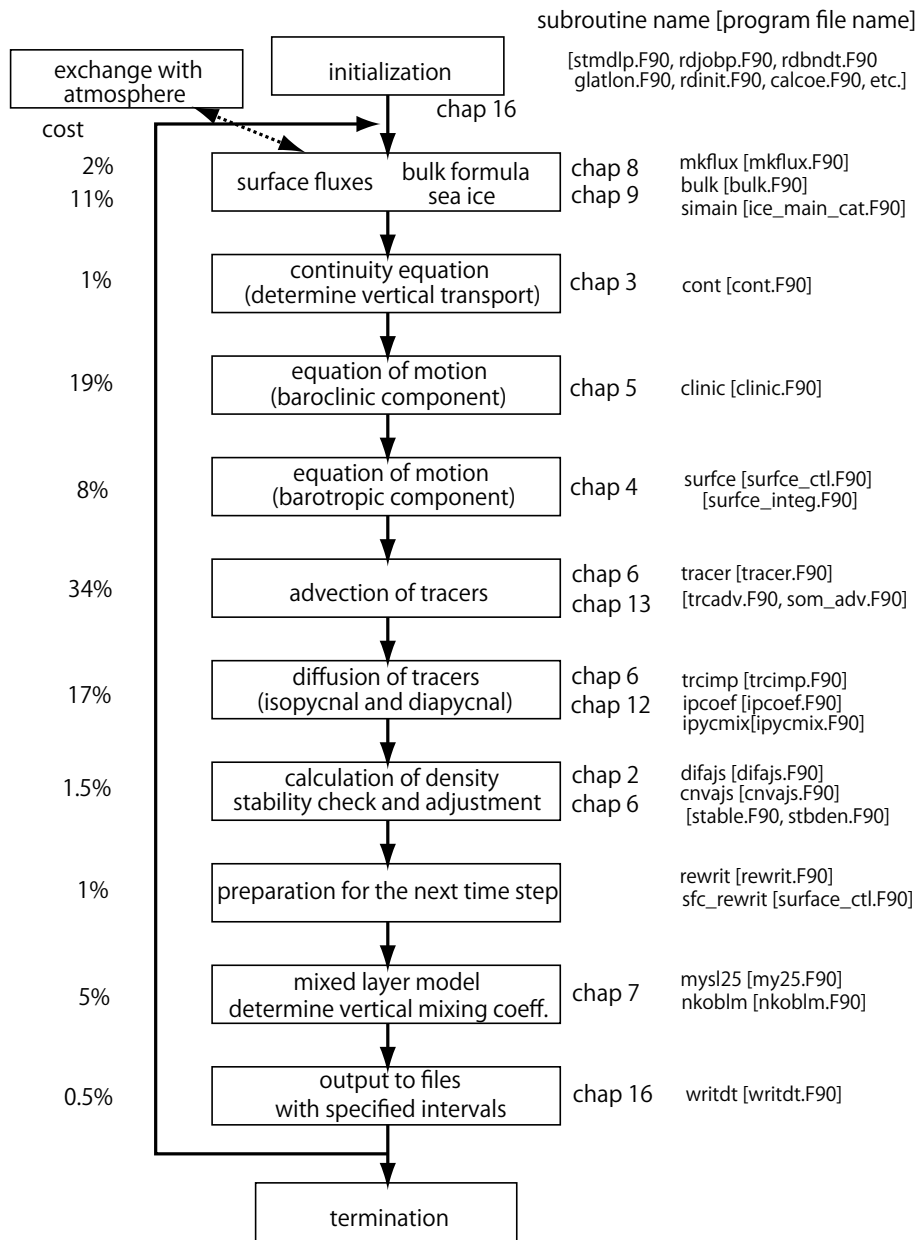 subroutine name [program file name]
exchange with
atmosphere
initialization
[stmdlp.F90, rdjobp.F90, rdbndt.F90
glatlon.F90, rdinit.F90, calcoe.F90, etc.]
chap 16
cost
2%
11%
surface fluxes
bulk formula
sea ice
chap 8
chap 9
mkflux [mkflux.F90]
bulk [bulk.F90]
simain [ice_main_cat.F90]
1%
continuity equation
(determine vertical transport)
chap 3
cont [cont.F90]
19%
equation of motion
(baroclinic component)
chap 5
clinic [clinic.F90]
8%
equation of motion
(barotropic component)
chap 4
surfce [surfce_ctl.F90]
[surfce_integ.F90]
34%
advection of tracers
chap 6
chap 13
tracer [tracer.F90]
[trcadv.F90, som_adv.F90]
17%
diffusion of tracers
(isopycnal and diapycnal)
chap 6
chap 12
trcimp [trcimp.F90]
ipcoef [ipcoef.F90]
ipycmix[ipycmix.F90]
1.5%
calculation of density
stability check and adjustment
chap 2
chap 6
difajs [difajs.F90]
cnvajs [cnvajs.F90]
[stable.F90, stbden.F90]
1%
preparation for the next time step
rewrit [rewrit.F90]
sfc_rewrit [surface_ctl.F90]
5%
mixed layer model
determine vertical mixing coeff.
chap 7
mysl25 [my25.F90]
nkoblm [nkoblm.F90]
0.5%
output to files
with specified intervals
chap 16
writdt [writdt.F90]
termination